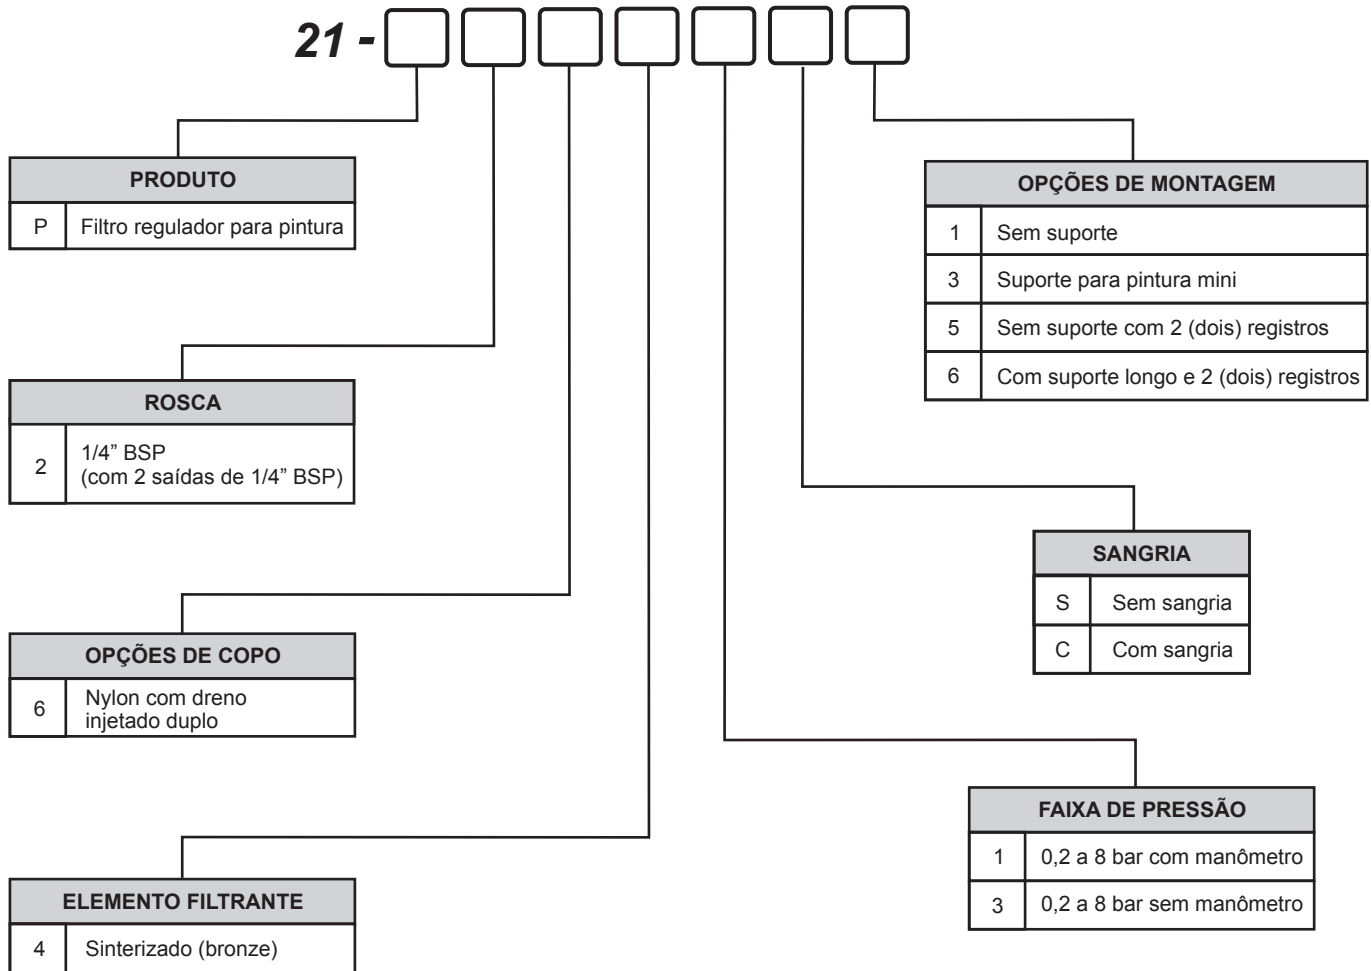 21 -
PRODUTO
P Filtro regulador para pintura
ROSCA
2 1/4” BSP
(com 2 saídas de 1/4” BSP)
OPÇÕES DE COPO
6 Nylon com dreno
injetado duplo
ELEMENTO FILTRANTE
4 Sinterizado (bronze)
OPÇÕES DE MONTAGEM
1 Sem suporte
3 Suporte para pintura mini
5 Sem suporte com 2 (dois) registros
6 Com suporte longo e 2 (dois) registros
SANGRIA
S Sem sangria
C Com sangria
FAIXA DE PRESSÃO
1 0,2 a 8 bar com manômetro
3 0,2 a 8 bar sem manômetro